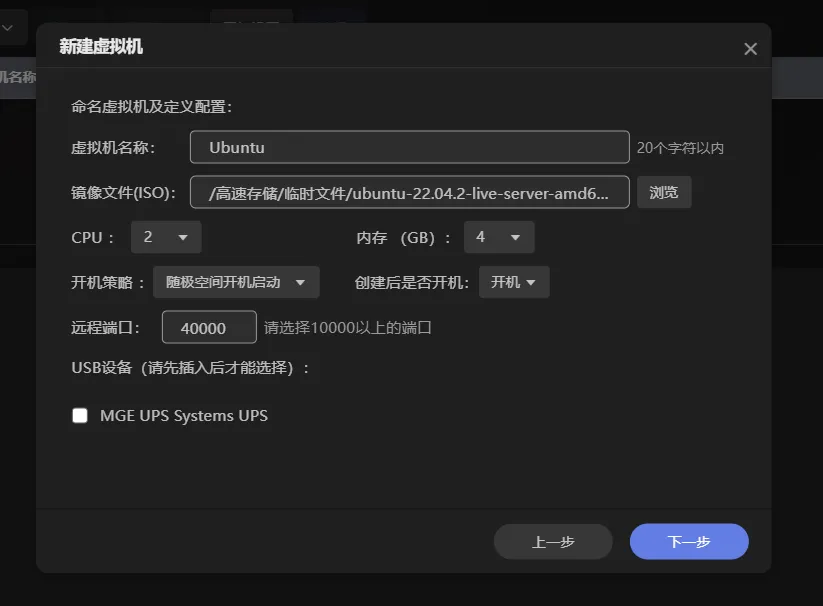 新建虚拟机
机名称
命名虚拟机及定义配置：
虚拟机名称： Ubuntu 20个字符以内
镜像文件(ISO)： /高速存储/临时文件/ubuntu-22.04.2-live-server-amd6... 浏览
CPU： 2 内存 （GB）： 4
开机策略： 随极空间开机启动 创建后是否开机： 开机
远程端口： 40000 请选择10000以上的端口
USB设备（请先插入后才能选择）：
MGE UPS Systems UPS
上一步 下一步